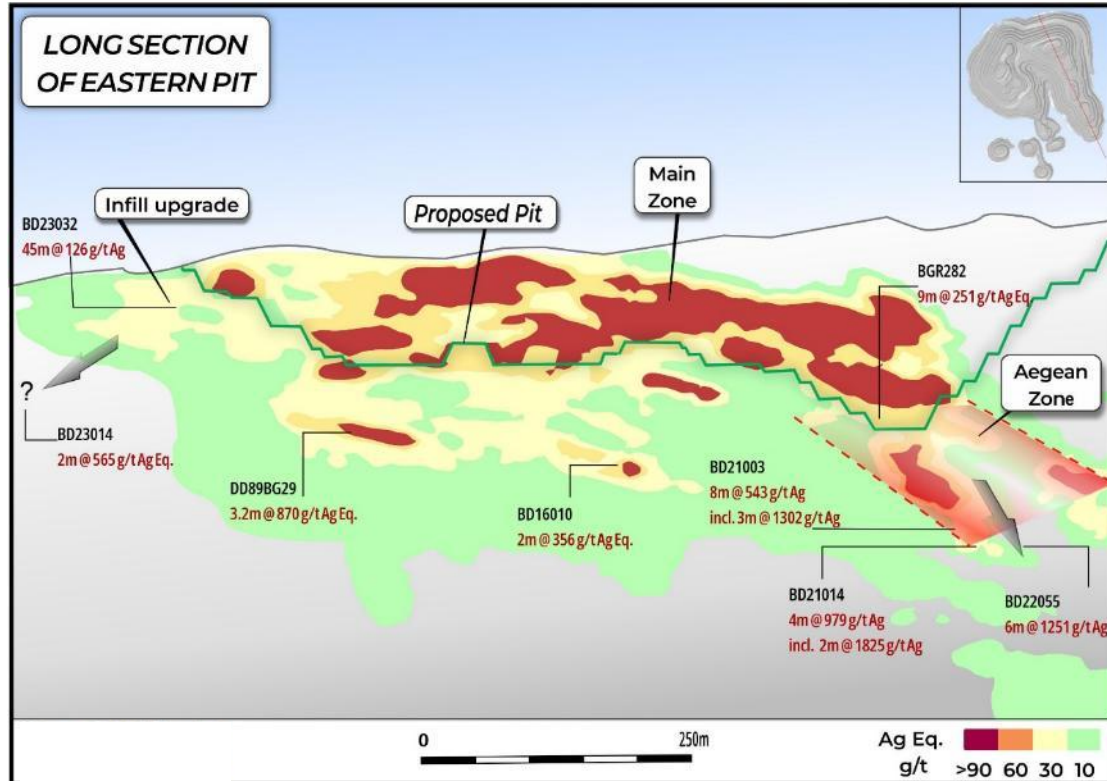 LONG SECTION
OF EASTERN PIT
Main
Zone
Infill upgrade
Proposed Pit
BD23032
45m @ 126 g/t Ag
BGR282
9m @ 251 g/t Ag Eq.
Aegean
Zone
?
BD23014
2m @ 565 g/t Ag Eq.
DD89BG29
3.2m @ 870 g/t Ag Eq.
BD16010
2m @ 356 g/t Ag Eq.
BD21003
8m @ 543 g/t Ag
incl. 3m @ 1302 g/t Ag
BD21014
4m @ 979 g/t Ag
incl. 2m @ 1825 g/t Ag
BD22055
6m @ 1251 g/t Ag
0 250m
Ag Eq.
g/t >90 60 30 10